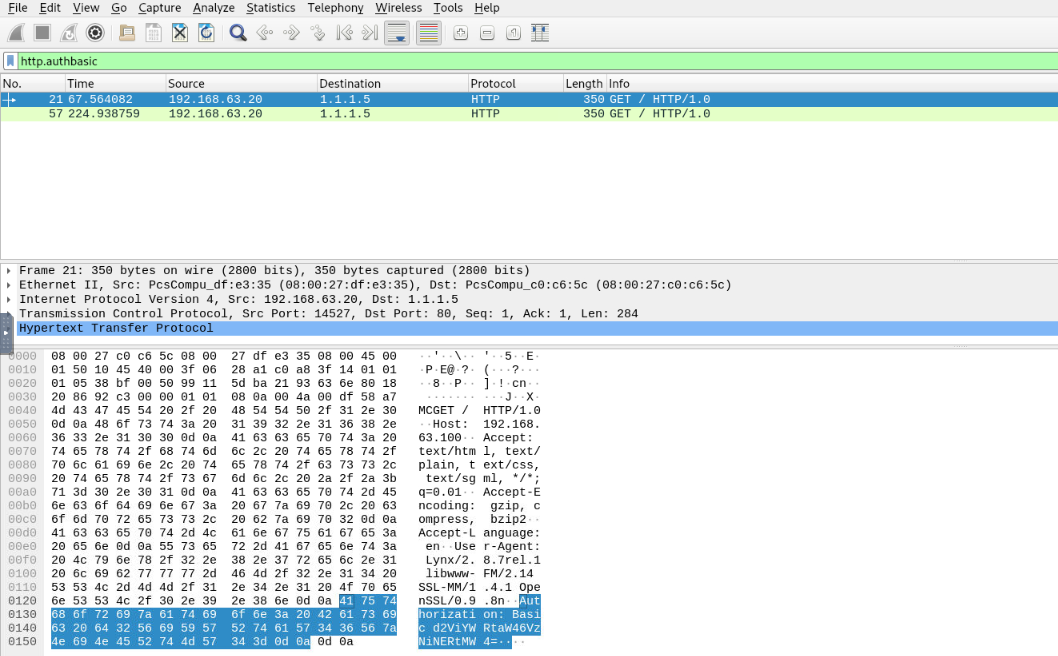 File Edit View Go Capture Analyze Statistics Telephony Wireless Tools Help
http.authbasic
No. Time Source Destination Protocol Length Info
21 67.564082 192.168.63.20 1.1.1.5 HTTP 350 GET / HTTP/1.0
57 224.938759 192.168.63.20 1.1.1.5 HTTP 350 GET / HTTP/1.0
Frame 21: 350 bytes on wire (2800 bits), 350 bytes captured (2800 bits)
Ethernet II, Src: PcsCompu_df:e3:35 (08:00:27:df:e3:35), Dst: PcsCompu_c0:c6:5c (08:00:27:c0:c6:5c)
Internet Protocol Version 4, Src: 192.168.63.20, Dst: 1.1.1.5
Transmission Control Protocol, Src Port: 14527, Dst Port: 80, Seq: 1, Ack: 1, Len: 284
Hypertext Transfer Protocol
0000 08 00 27 c0 c6 5c 08 00 27 df e3 35 08 00 45 00 ··'··\·· '··5··E·
0010 01 50 10 45 40 00 3f 06 28 a1 c0 a8 3f 14 01 01 ·P·E@·?· (···?···
0020 01 05 38 bf 00 50 99 11 5d ba 21 93 63 6e 80 18 ··8··P·· ]·!·cn··
0030 20 86 92 c3 00 00 01 01 08 0a 00 4a 00 df 58 a7 ········ ···J··X·
0040 4d 43 47 45 54 20 2f 20 48 54 54 50 2f 31 2e 30 MCGET / HTTP/1.0
0050 0d 0a 48 6f 73 74 3a 20 31 39 32 2e 31 36 38 2e ··Host: 192.168.
0060 36 33 2e 31 30 30 0d 0a 41 63 63 65 70 74 3a 20 63.100·· Accept:
0070 74 65 78 74 2f 68 74 6d 6c 2c 20 74 65 78 74 2f text/htm l, text/
0080 70 6c 61 69 6e 2c 20 74 65 78 74 2f 63 73 73 2c plain, t ext/css,
0090 20 74 65 78 74 2f 73 67 6d 6c 2c 20 2a 2f 2a 3b text/sg ml, */*;
00a0 71 3d 30 2e 30 31 0d 0a 41 63 63 65 70 74 2d 45 q=0.01·· Accept-E
00b0 6e 63 6f 64 69 6e 67 3a 20 67 7a 69 70 2c 20 63 ncoding: gzip, c
00c0 6f 6d 70 72 65 73 73 2c 20 62 7a 69 70 32 0d 0a ompress, bzip2··
00d0 41 63 63 65 70 74 2d 4c 61 6e 67 75 61 67 65 3a Accept-L anguage:
00e0 20 65 6e 0d 0a 55 73 65 72 2d 41 67 65 6e 74 3a en··Use r-Agent:
00f0 20 4c 79 6e 78 2f 32 2e 38 2e 37 72 65 6c 2e 31 Lynx/2. 8.7rel.1
0100 20 6c 69 62 77 77 77 2d 46 4d 2f 32 2e 31 34 20 libwww- FM/2.14
0110 53 53 4c 2d 4d 4d 2f 31 2e 34 2e 31 20 4f 70 65 SSL-MM/1 .4.1 Ope
0120 6e 53 53 4c 2f 30 2e 39 2e 38 6e 0d 0a 41 75 74 nSSL/0.9 .8n··Aut
0130 68 6f 72 69 7a 61 74 69 6f 6e 3a 20 42 61 73 69 horizati on: Basi
0140 63 20 64 32 56 69 59 57 52 74 61 57 34 36 56 7a c d2ViYW RtaW46Vz
0150 4e 69 4e 45 52 74 4d 57 34 3d 0d 0a 0d 0a NiNERtMW 4=····